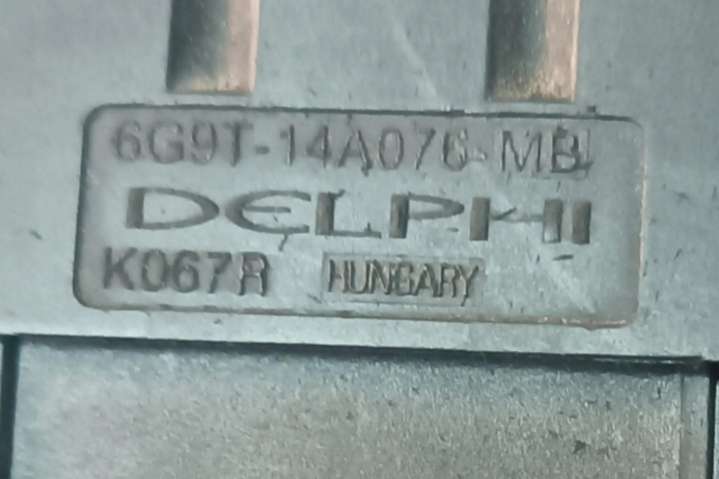 6G9T-14A076-MB
DELPHI
K067R HUNGARY